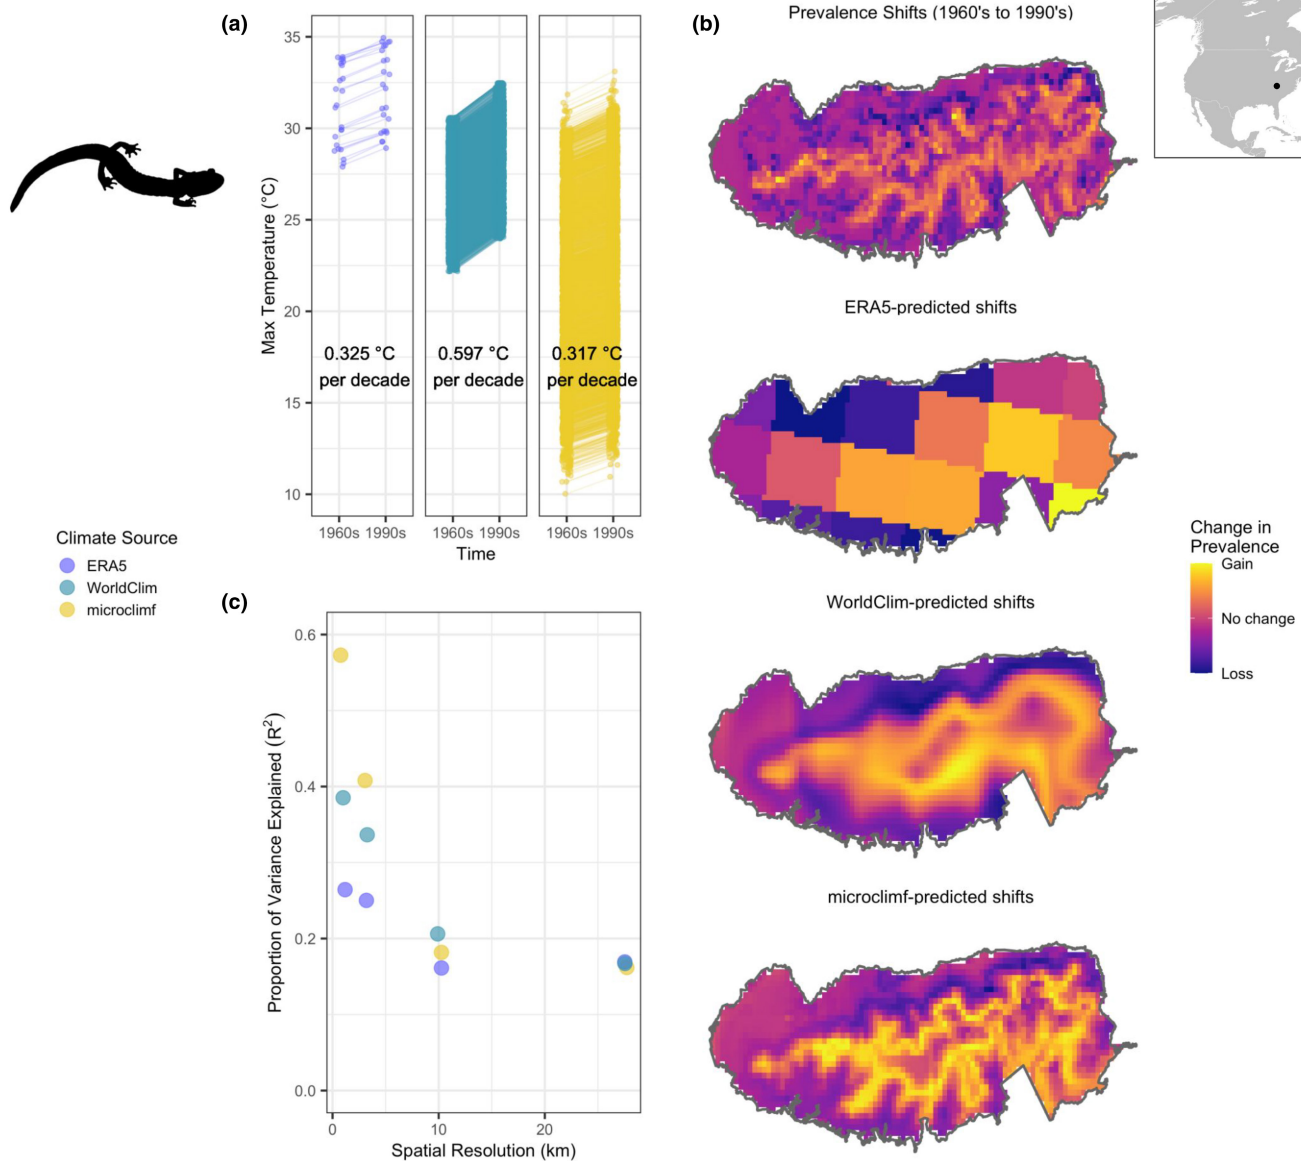 (a)
35
30
25
20
15
10
Max Temperature (°C)
0.325 °C
per decade
0.597 °C
per decade
0.317 °C
per decade
1960s 1990s
1960s 1990s
1960s 1990s
Time
Climate Source
ERA5
WorldClim
microclimf
(c)
0.6
0.4
0.2
0.0
Proportion of Variance Explained (R²)
0
10
20
Spatial Resolution (km)
(b)
Prevalence Shifts (1960's to 1990's)
ERA5-predicted shifts
WorldClim-predicted shifts
microclimf-predicted shifts
Change in
Prevalence
Gain
No change
Loss